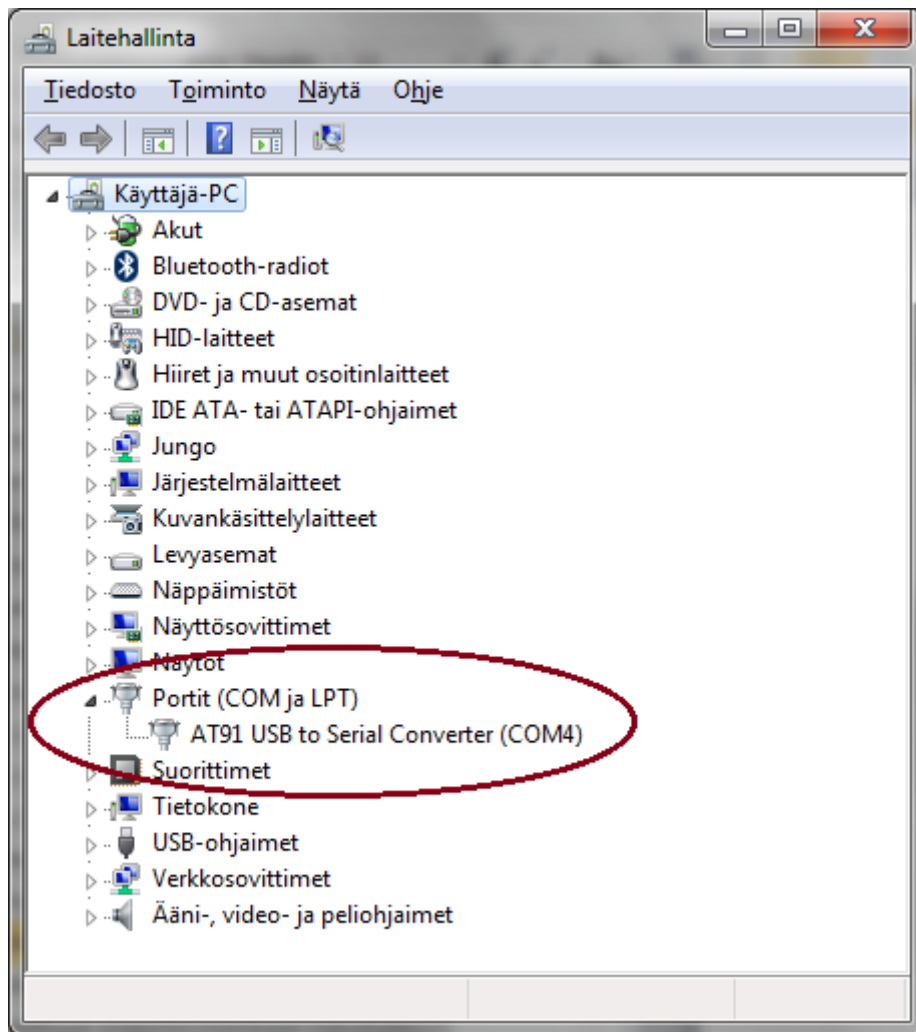 Laitehallinta
Tiedosto Toiminto Näytä Ohje
Käyttäjä-PC
Akut
Bluetooth-radiot
DVD- ja CD-asemat
HID-laitteet
Hiiret ja muut osoitinlaitteet
IDE ATA- tai ATAPI-ohjaimet
Jungo
Järjestelmälaitteet
Kuvankäsittelylaitteet
Levyasemat
Näppäimistöt
Näyttösovittimet
Näytöt
Portit (COM ja LPT)
AT91 USB to Serial Converter (COM4)
Suorittimet
Tietokone
USB-ohjaimet
Verkkosovittimet
Ääni-, video- ja peliohjaimet